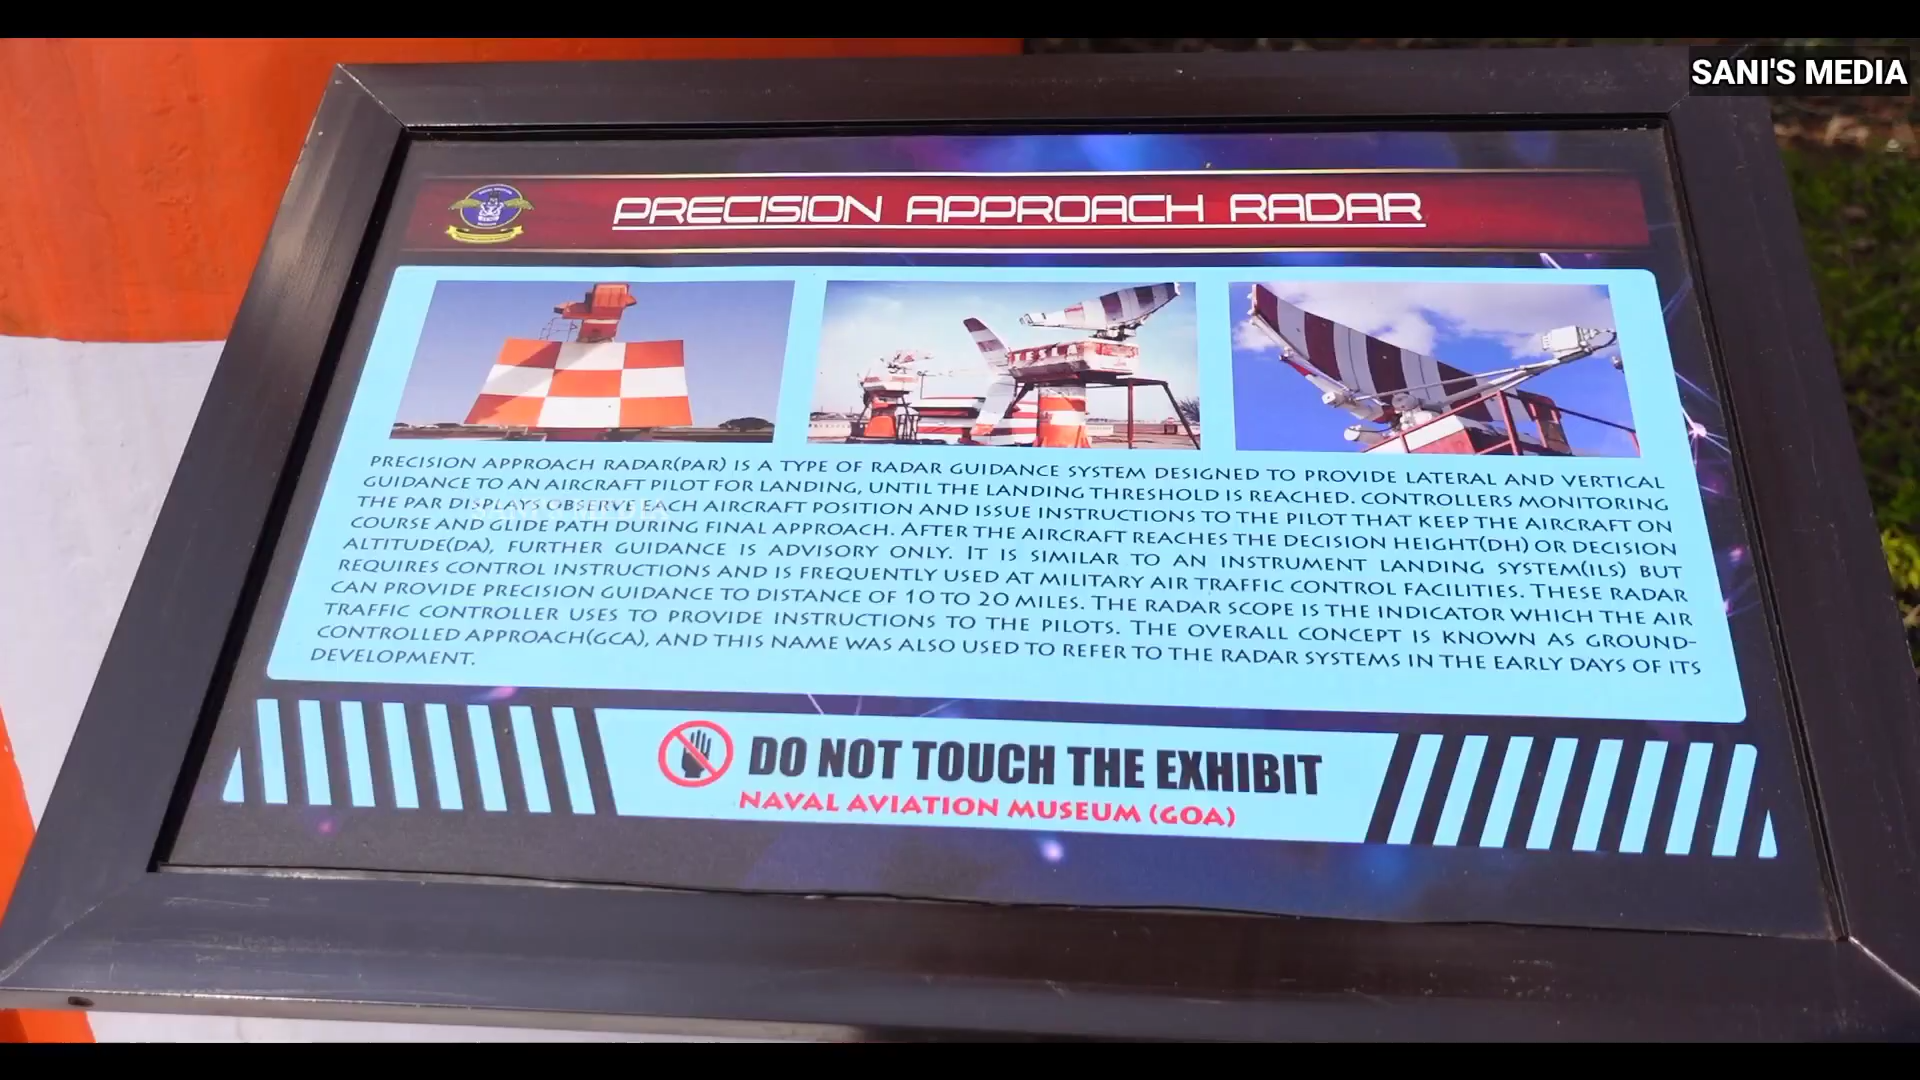 SANI'S MEDIA
PRECISION APPROACH RADAR
TESLA
PRECISION APPROACH RADAR(PAR) IS A TYPE OF RADAR GUIDANCE SYSTEM DESIGNED TO PROVIDE LATERAL AND VERTICAL
GUIDANCE TO AN AIRCRAFT PILOT FOR LANDING, UNTIL THE LANDING THRESHOLD IS REACHED. CONTROLLERS MONITORING
THE PAR DISPLAYS OBSERVE EACH AIRCRAFT POSITION AND ISSUE INSTRUCTIONS TO THE PILOT THAT KEEP THE AIRCRAFT ON
COURSE AND GLIDE PATH DURING FINAL APPROACH. AFTER THE AIRCRAFT REACHES THE DECISION HEIGHT(DH) OR DECISION
ALTITUDE(DA), FURTHER GUIDANCE IS ADVISORY ONLY. IT IS SIMILAR TO AN INSTRUMENT LANDING SYSTEM(ILS) BUT
REQUIRES CONTROL INSTRUCTIONS AND IS FREQUENTLY USED AT MILITARY AIR TRAFFIC CONTROL FACILITIES. THESE RADAR
CAN PROVIDE PRECISION GUIDANCE TO DISTANCE OF 10 TO 20 MILES. THE RADAR SCOPE IS THE INDICATOR WHICH THE AIR
TRAFFIC CONTROLLER USES TO PROVIDE INSTRUCTIONS TO THE PILOTS. THE OVERALL CONCEPT IS KNOWN AS GROUND-
CONTROLLED APPROACH(GCA), AND THIS NAME WAS ALSO USED TO REFER TO THE RADAR SYSTEMS IN THE EARLY DAYS OF ITS
DEVELOPMENT.
SANI'S MEDIA
DO NOT TOUCH THE EXHIBIT
NAVAL AVIATION MUSEUM (GOA)